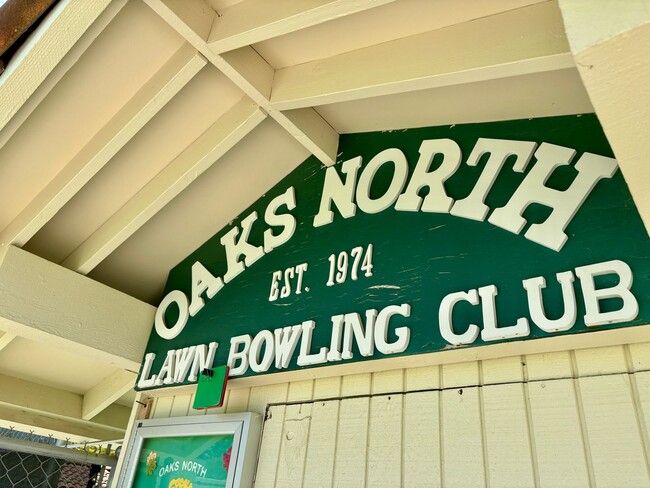 OAKS NORTH
EST. 1974
LAWN BOWLING CLUB
OAKS NORTH